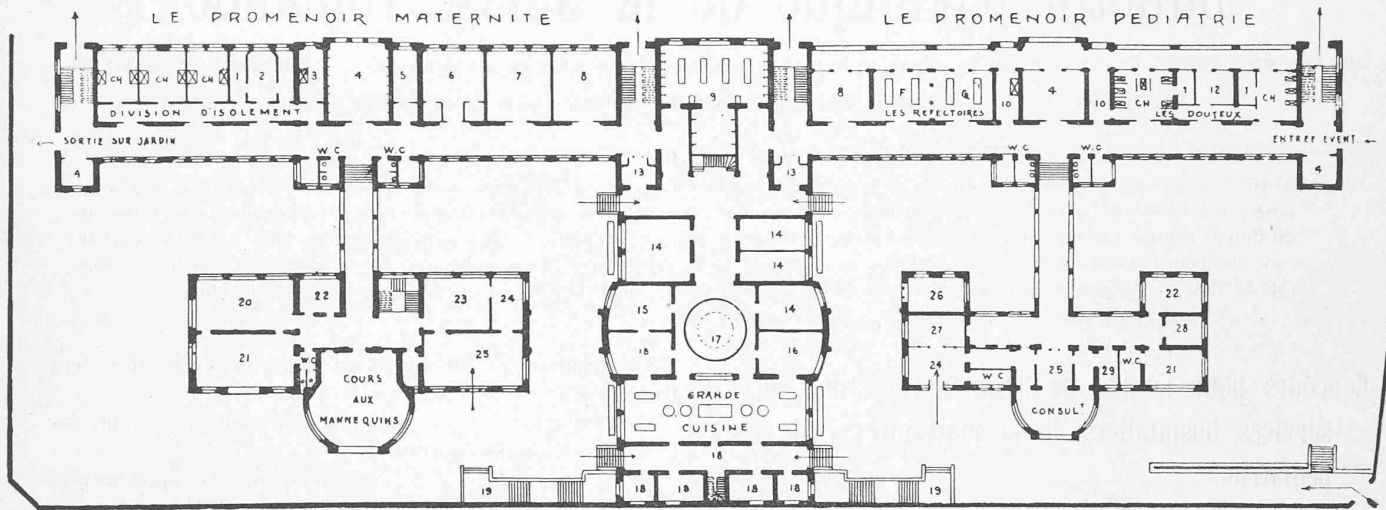 LE PROMENOIR MATERNITE
LE PROMENOIR PEDIATRIE
CH CH CH 1 2 3 4 5 6 7 8 9 8 F G 10 4 10 CH 1 12 1 CH
DIVISION D'ISOLEMENT
LES REFECTOIRES
LES DOUTEUX
SORTIE SUR JARDIN
W.C W.C
W.C W.C
ENTREE EVENT.
4 13 13 4
14 14
14
20 22 23 24 15 14 26 22
17
27 28
21 W.C 25 16 16 24 W.C 25 29 W.C 21
COURS
AUX
MANNEQUINS
GRANDE
CUISINE
CONSULT
18
19 18 18 18 18 19